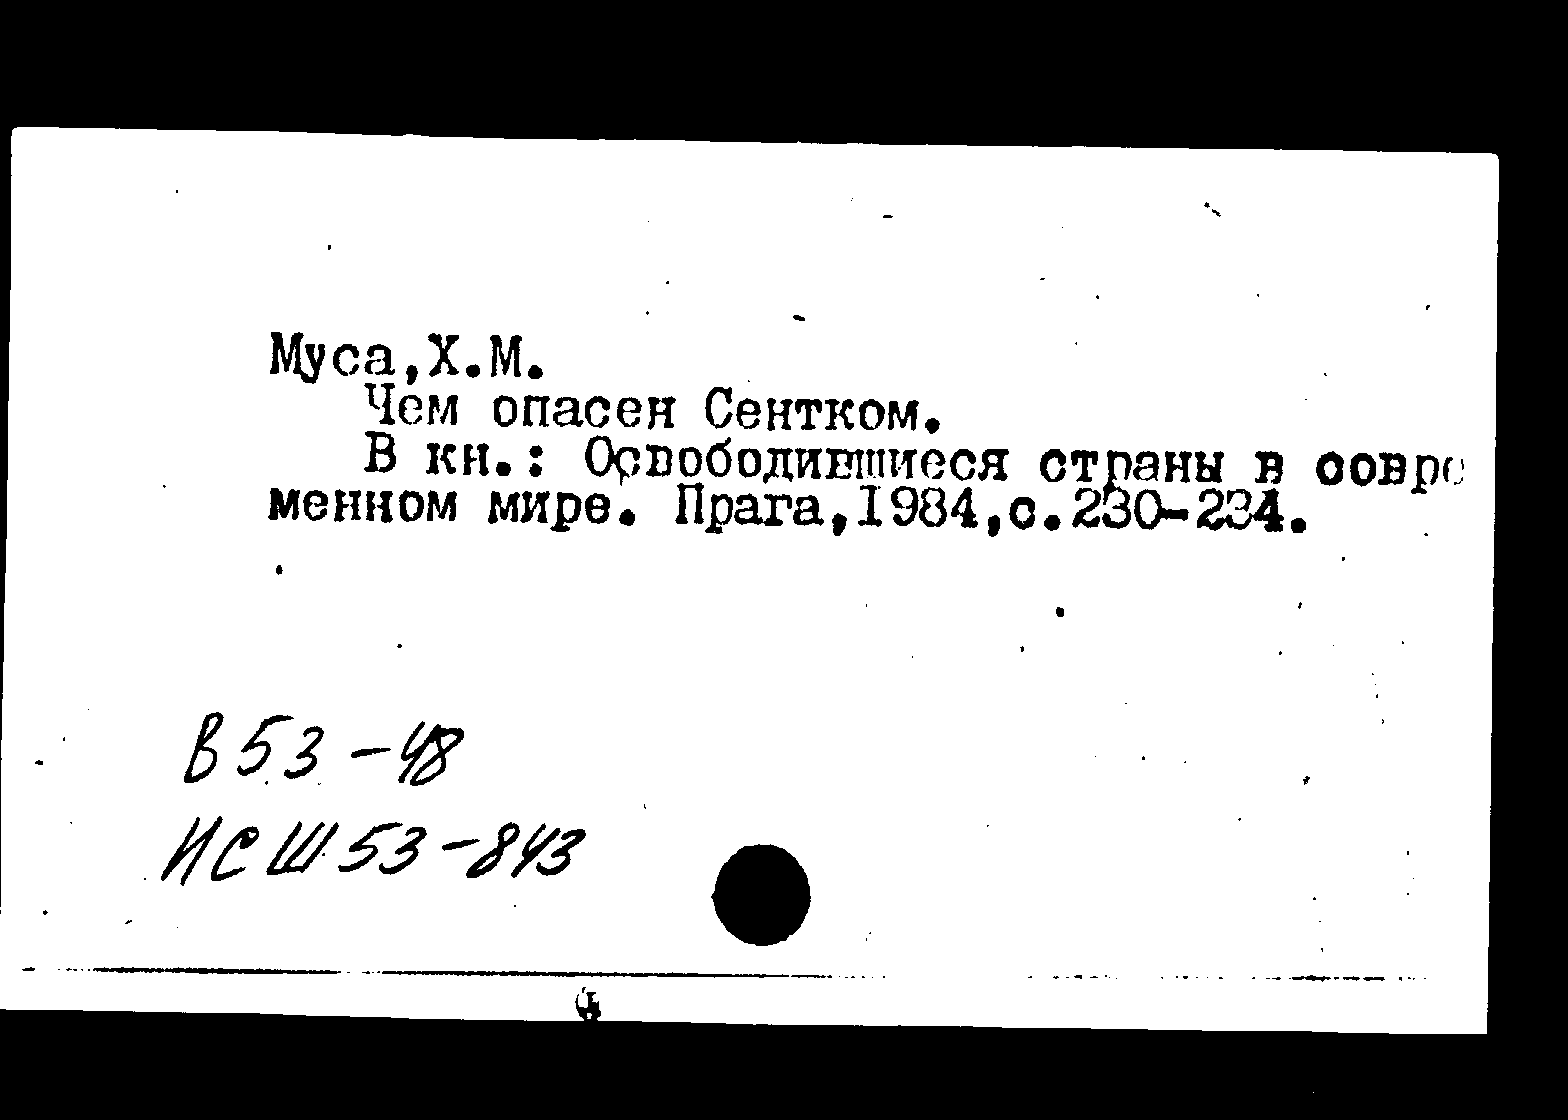 Муса,Х.М.
Чем опасен Сентком.
В кн.: Освободившиеся страны в совре
менном мире. Прага,1984,с.230-234.
В53-48
ИСШ53-843